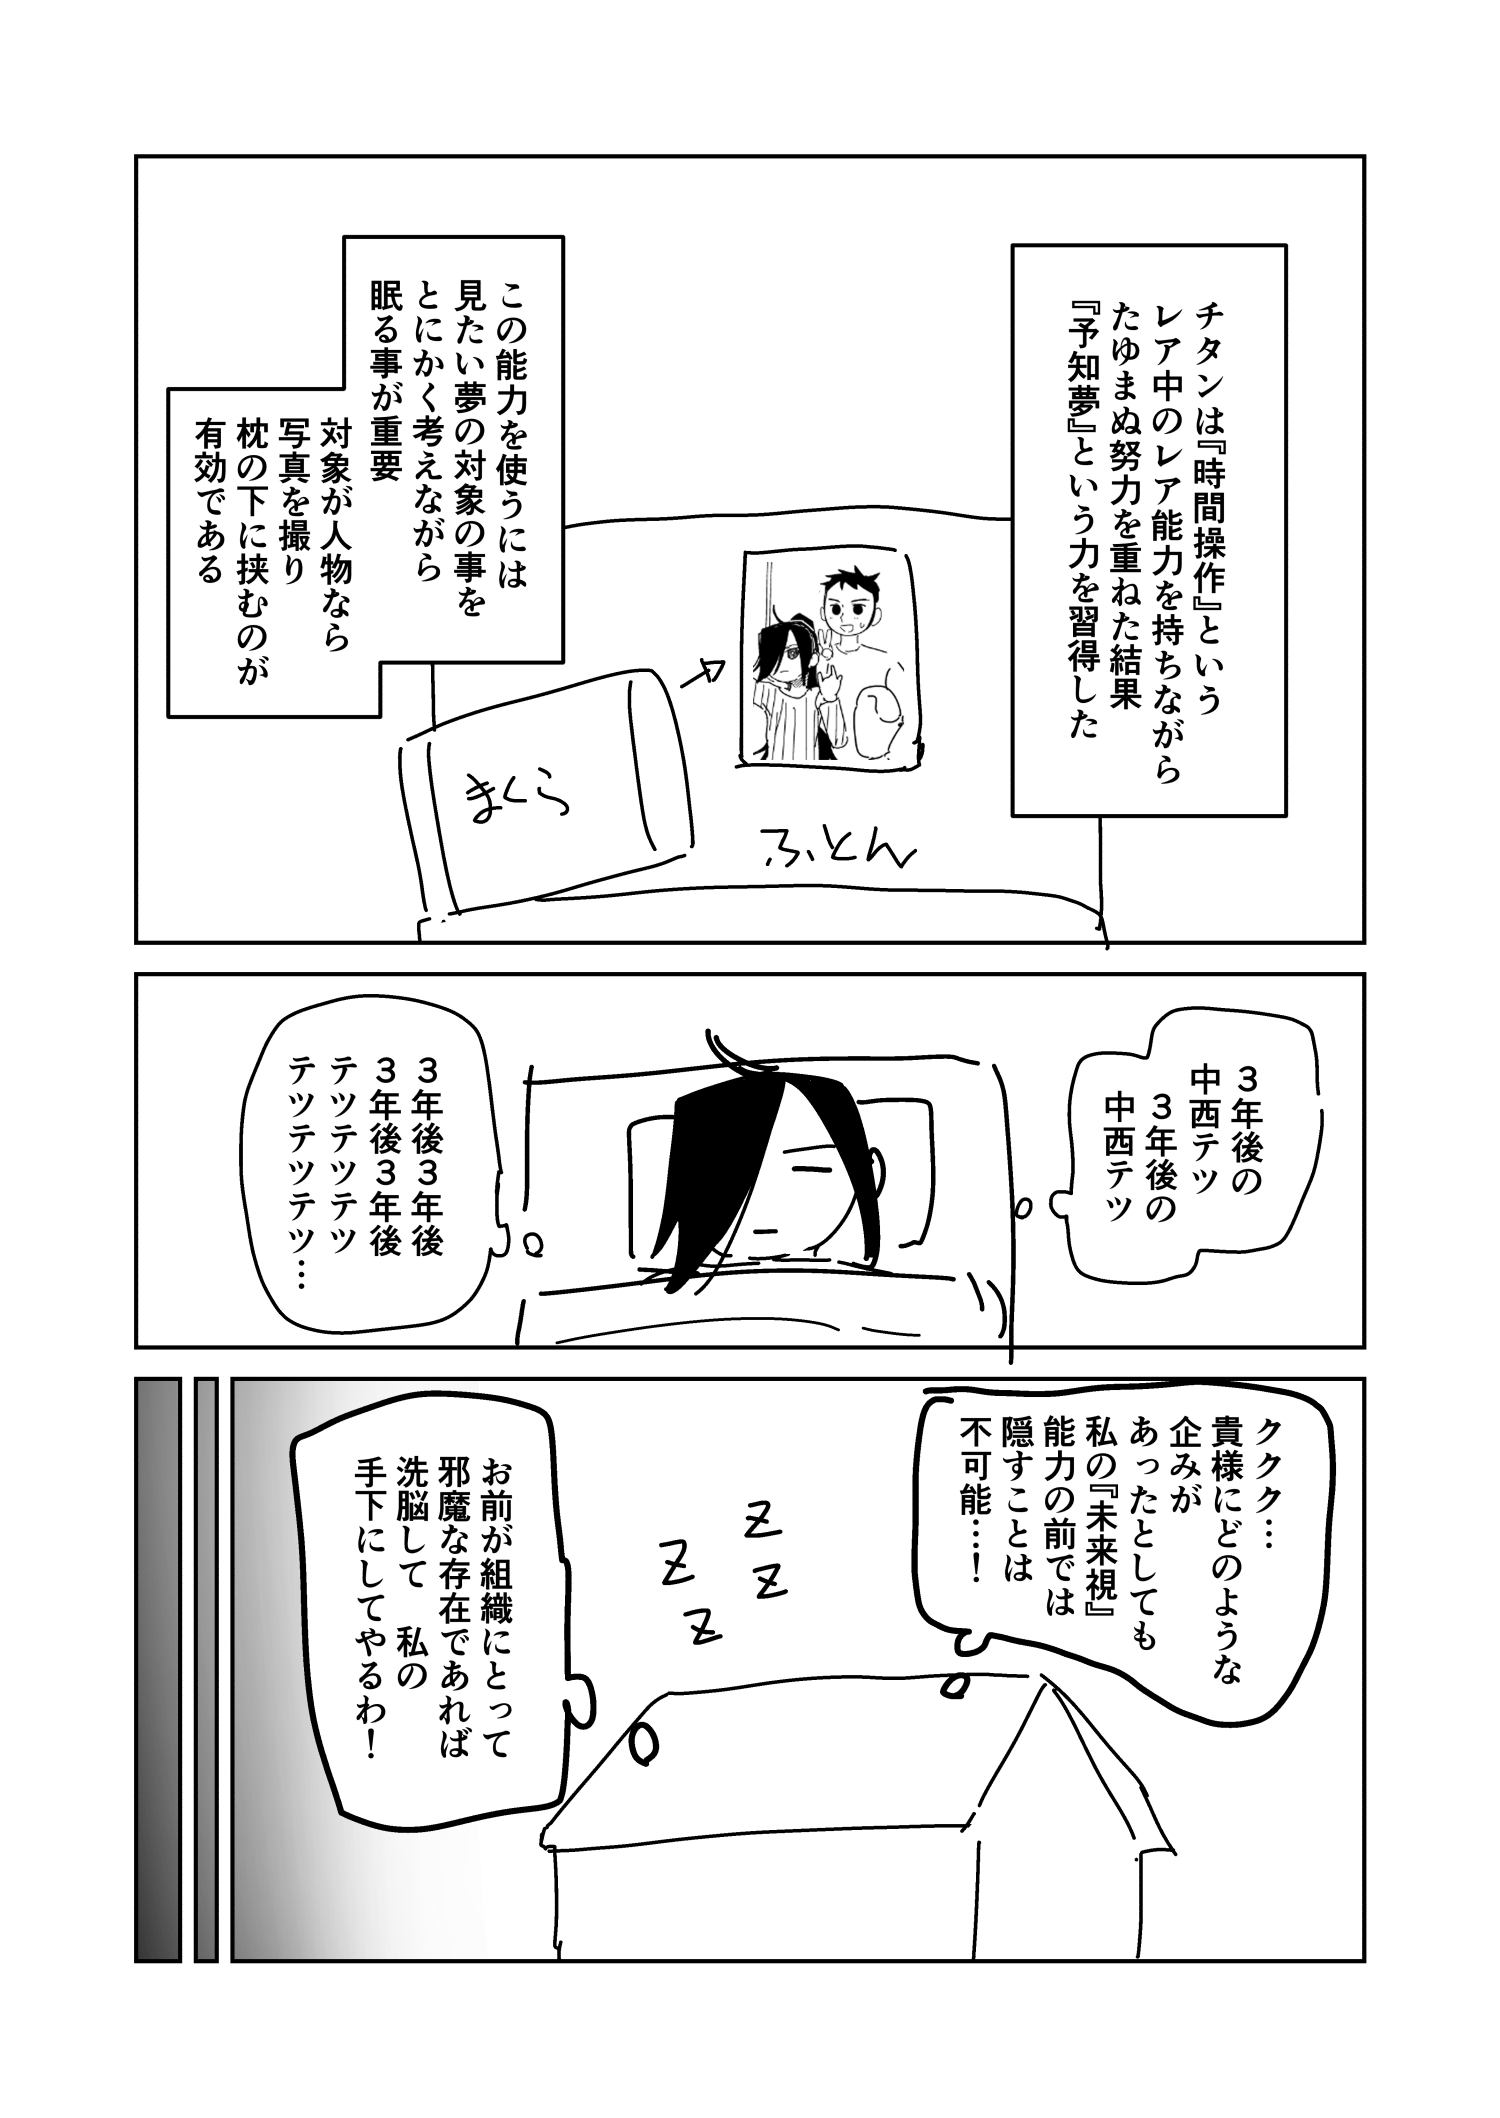 チタンは『時間操作』という
レア中のレア能力を持ちながら
たゆまぬ努力を重ねた結果
『予知夢』という力を習得した
この能力を使うには
見たい夢の対象の事を
とにかく考えながら
眠る事が重要
対象が人物なら
写真を撮り
枕の下に挟むのが
有効である
まくら
ふとん
３年後の
中西テツ
３年後の
中西テツ
３年後３年後
３年後３年後
テツテツテツ
テツテツテツ…
ククク…
貴様にどのような
企みが
あったとしても
私の『未来視』
能力の前では
隠すことは
不可能…！
z
z
z
z
お前が組織にとって
邪魔な存在であれば
洗脳して　私の
手下にしてやるわ！